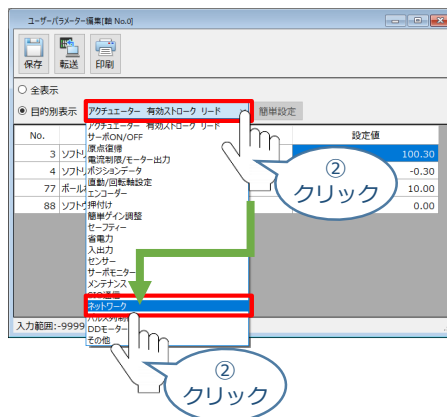 ユーザーパラメーター編集[軸 No.0]
保存 転送 印刷
全表示
目的別表示 アクチュエーター 有効ストローク リード 簡単設定
No. 設定値
アクチュエーター 有効ストローク リード
サーボON/OFF
原点復帰
3 ソフトリ 100.30
電流制限/モーター出力
4 ソフトリ -0.30
ポジションデータ
直動/回転軸設定
77 ボール 10.00
エンコーダー
押付け
88 ソフトウ 0.00
簡単ゲイン調整
セーフティー
省電力
入出力
センサー
サーボモニター
メンテナンス
ネットワーク
DDモーター
その他
入力範囲:-9999
②
クリック
②
クリック